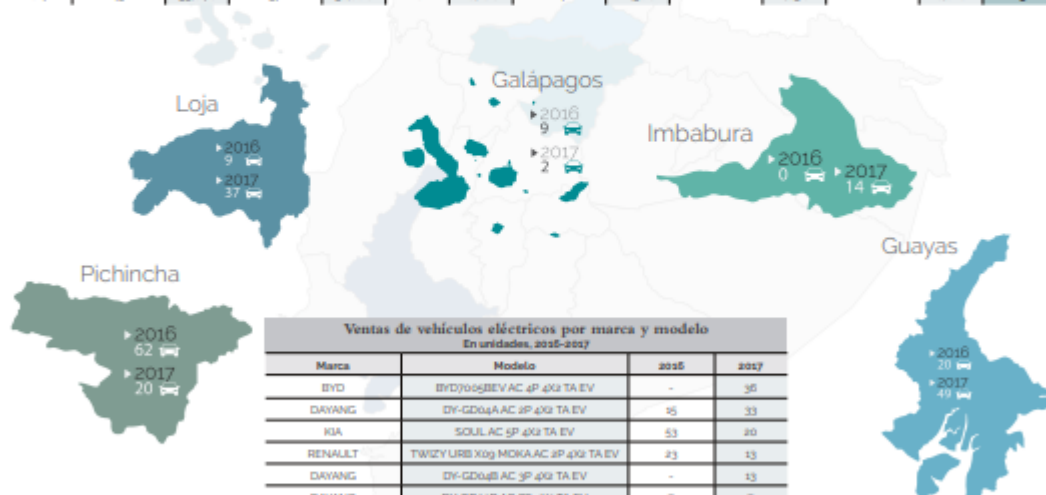 Galápagos
Loja
2016
9
2016
9
Imbabura
2017
2
2016
0
2017
14
2017
37
Guayas
Pichincha
2016
62
2017
20
2016
20
2017
49
Ventas de vehículos eléctricos por marca y modelo
En unidades, 2016-2017
Marca Modelo 2016 2017
BYD BYD7005BEV AC 4P 4X2 TA EV - 36
DAYANG DY-GD04A AC 2P 4X2 TA EV 15 33
KIA SOUL AC 5P 4X2 TA EV 53 20
RENAULT TWIZY URB X09 MOKA AC 2P 4X2 TA EV 23 13
DAYANG DY-GD04B AC 3P 4X2 TA EV - 13